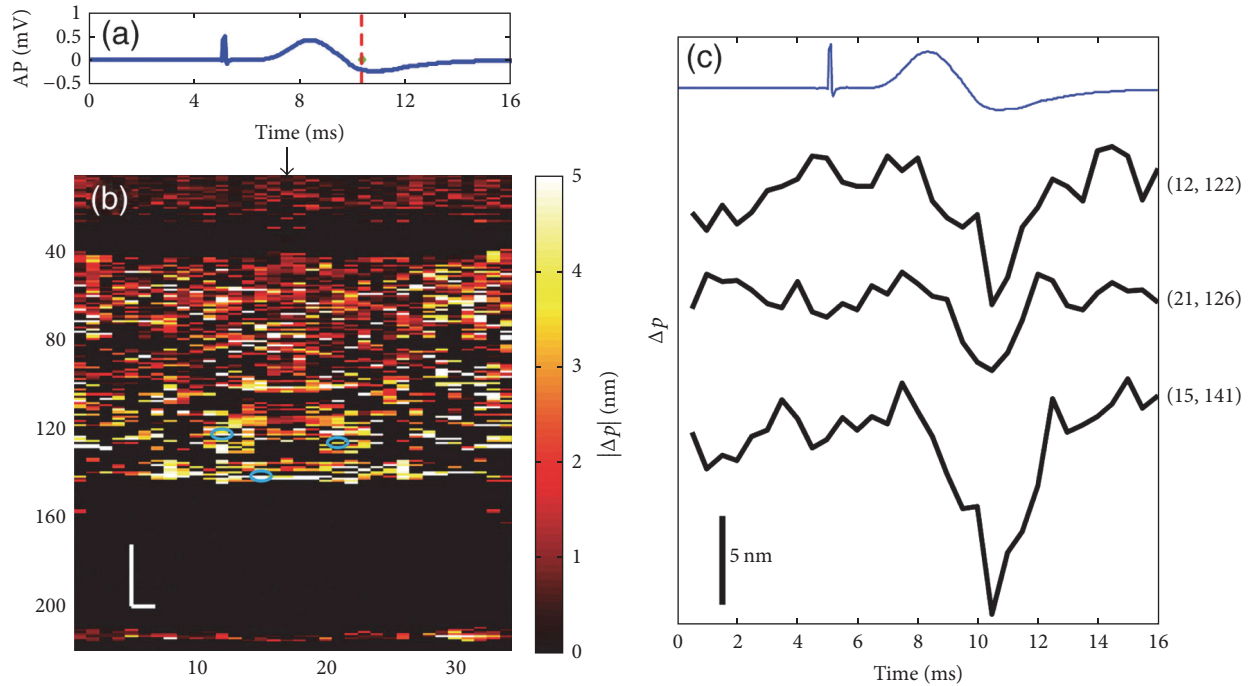 (a)
AP (mV)
1
0.5
0
−0.5
0 4 8 12 16
Time (ms)
(b)
40
80
120
160
200
10 20 30
5
4
3
2
1
0
|Δp| (nm)
(c)
(12, 122)
(21, 126)
(15, 141)
Δp
5 nm
0 2 4 6 8 10 12 14 16
Time (ms)